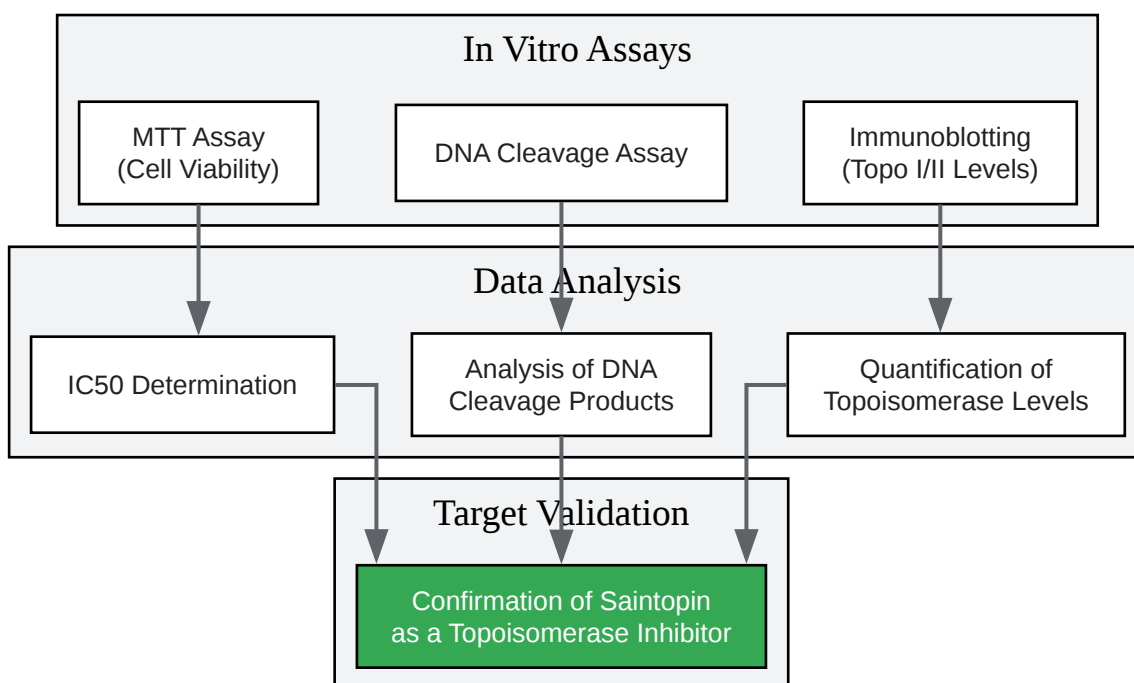 In Vitro Assays
MTT Assay
(Cell Viability)
DNA Cleavage Assay
Immunoblotting
(Topo I/II Levels)
Data Analysis
IC50 Determination
Analysis of DNA
Cleavage Products
Quantification of
Topoisomerase Levels
Target Validation
Confirmation of Saintopin
as a Topoisomerase Inhibitor